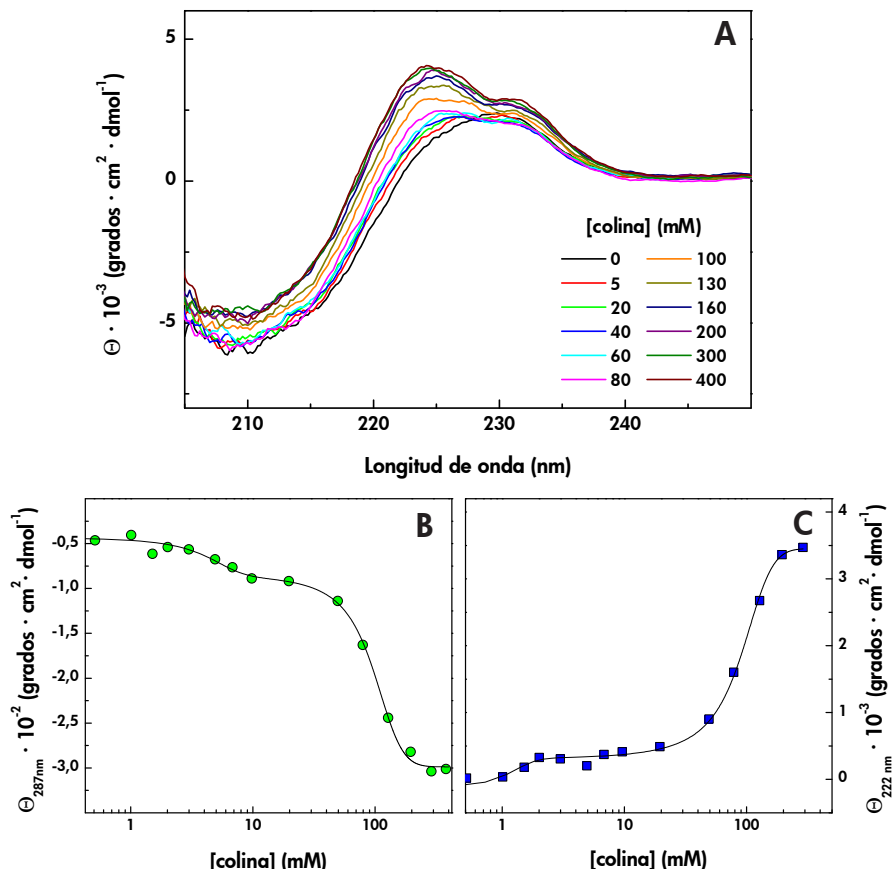 A
5
0
-5
Θ · 10⁻³ (grados · cm² · dmol⁻¹)
[colina] (mM)
0 100
5 130
20 160
40 200
60 300
80 400
210 220 230 240
Longitud de onda (nm)
B
-0,5
-1,0
-1,5
-2,0
-2,5
-3,0
Θ287nm · 10⁻² (grados · cm² · dmol⁻¹)
1 10 100
[colina] (mM)
C
4
3
2
1
0
Θ222 nm · 10⁻³ (grados · cm² · dmol⁻¹)
1 10 100
[colina] (mM)